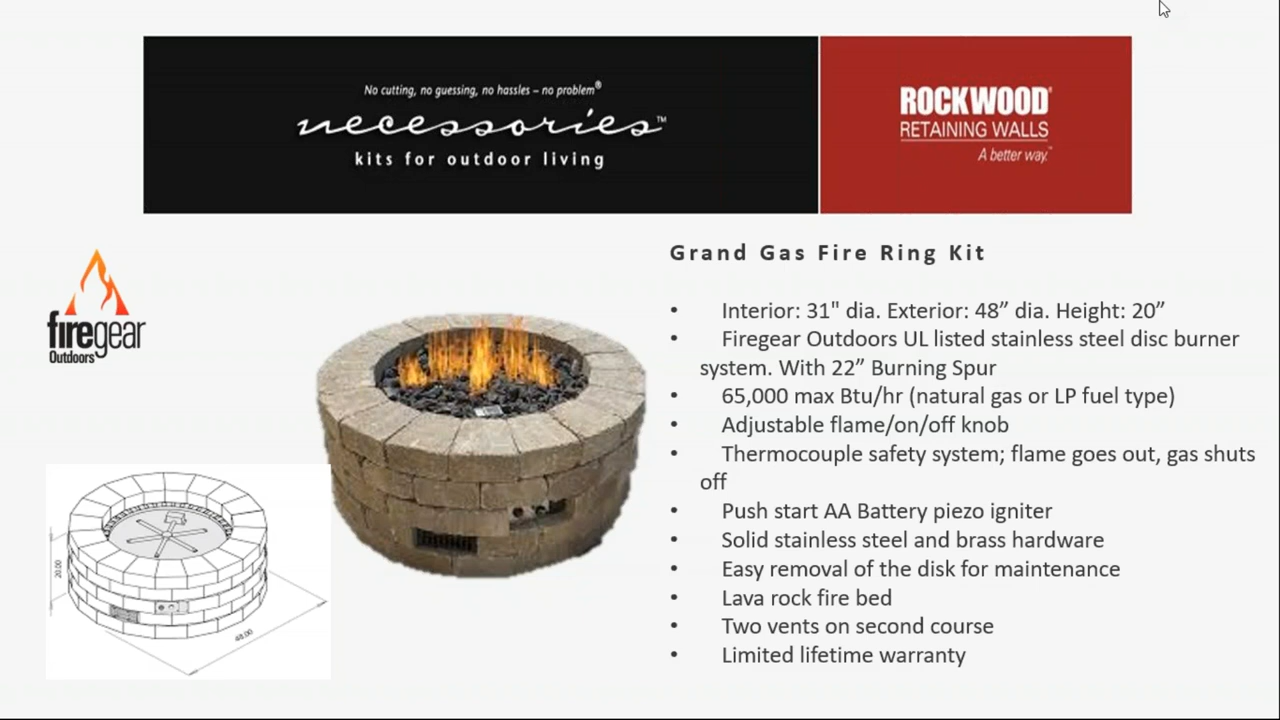 No cutting, no guessing, no hassles – no problem®
necessories™
kits for outdoor living
ROCKWOOD®
RETAINING WALLS
A better way.™
firegear
Outdoors
Grand Gas Fire Ring Kit
• Interior: 31" dia. Exterior: 48” dia. Height: 20”
• Firegear Outdoors UL listed stainless steel disc burner
system. With 22” Burning Spur
• 65,000 max Btu/hr (natural gas or LP fuel type)
• Adjustable flame/on/off knob
• Thermocouple safety system; flame goes out, gas shuts
off
• Push start AA Battery piezo igniter
• Solid stainless steel and brass hardware
• Easy removal of the disk for maintenance
• Lava rock fire bed
• Two vents on second course
• Limited lifetime warranty
20.00
48.00